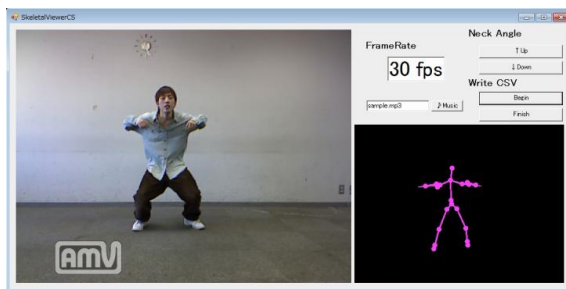 SkeletalViewerCS
FrameRate
30 fps
sample.mp3
♪ Music
Neck Angle
↑ Up
↓ Down
Write CSV
Begin
Finish
AMV